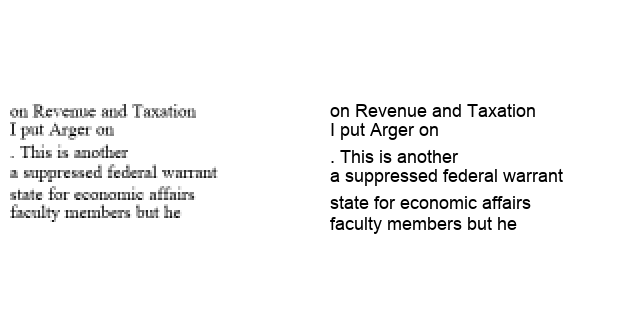 on Revenue and Taxation
I put Arger on
. This is another
a suppressed federal warrant
state for economic affairs
faculty members but he
on Revenue and Taxation
I put Arger on
. This is another
a suppressed federal warrant
state for economic affairs
faculty members but he